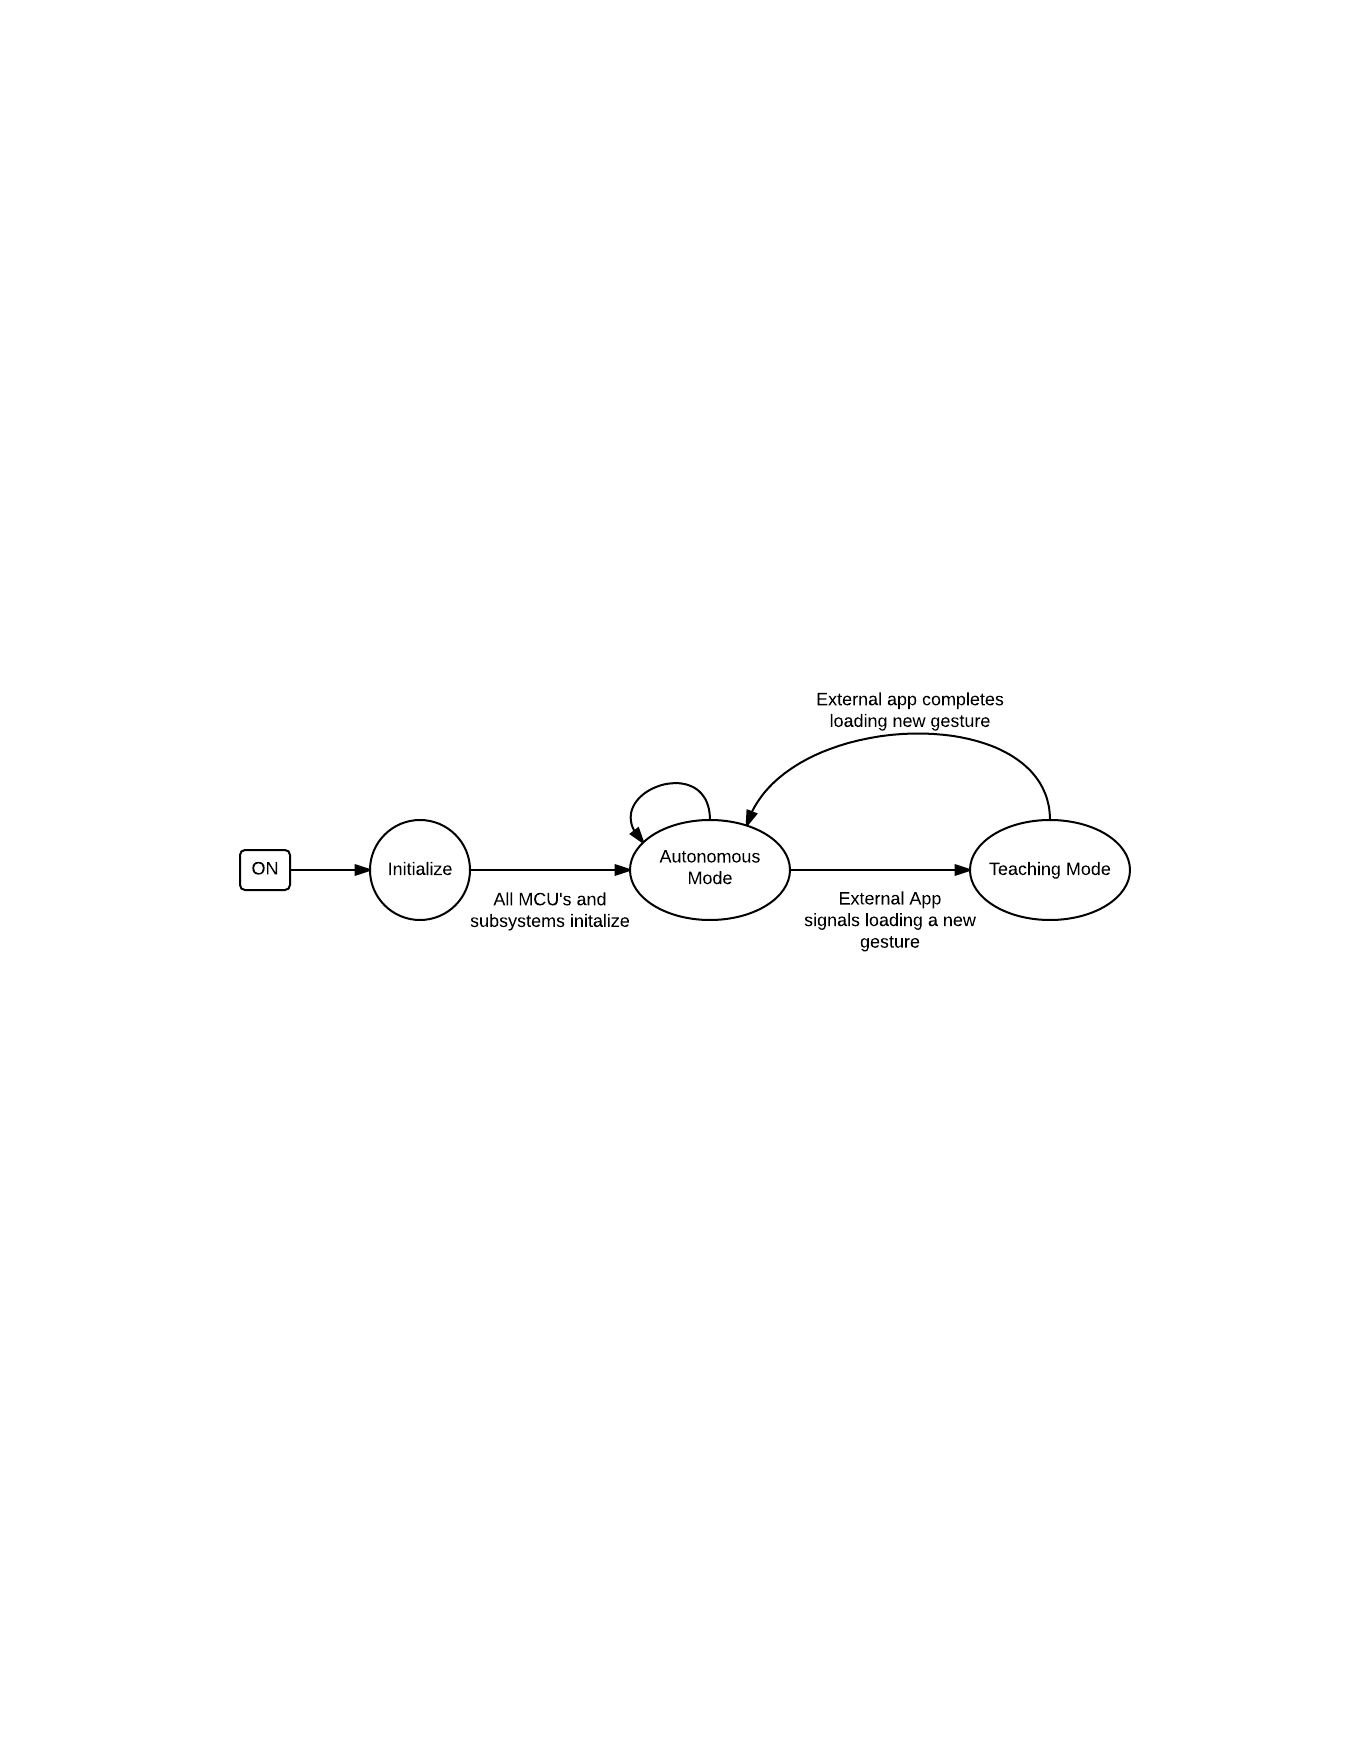 External app completes
loading new gesture
ON
Initialize
All MCU's and
subsystems initalize
Autonomous
Mode
External App
signals loading a new
gesture
Teaching Mode